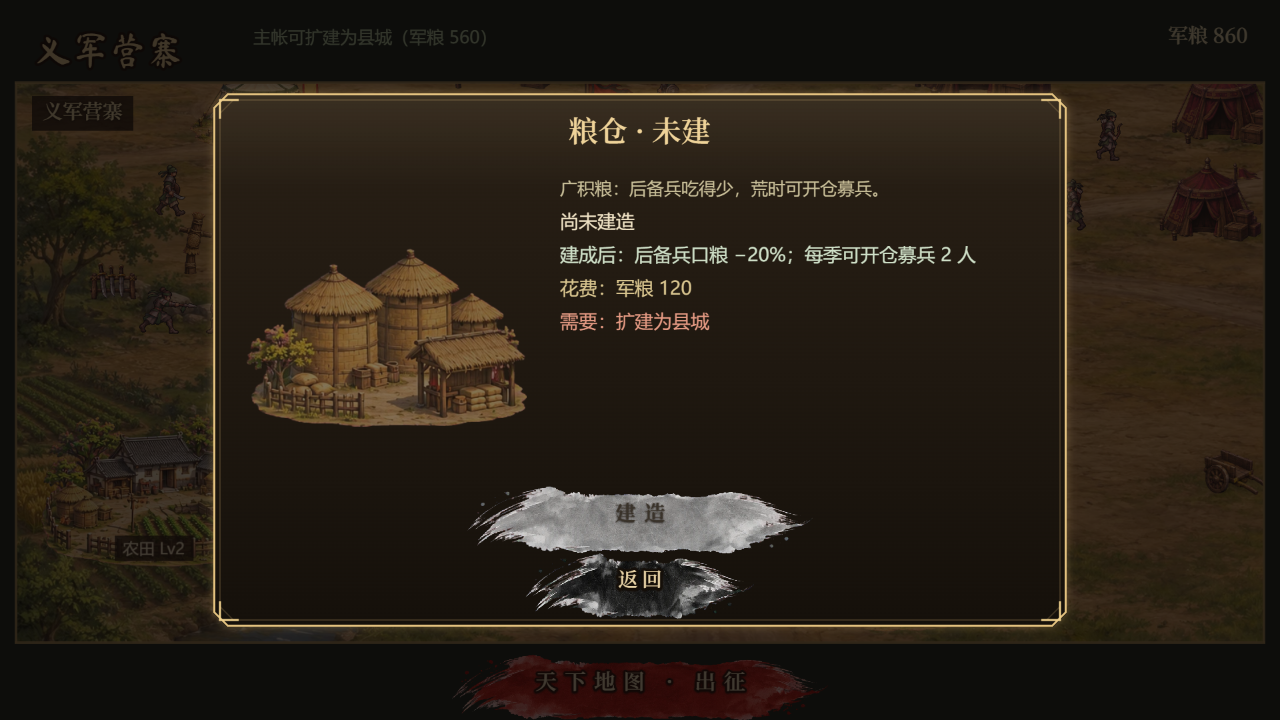 义军营寨
主帐可扩建为县城（军粮 560）
军粮 860
义军营寨
粮仓 · 未建
广积粮：后备兵吃得少，荒时可开仓募兵。
尚未建造
建成后：后备兵口粮 −20%；每季可开仓募兵 2 人
花费：军粮 120
需要：扩建为县城
建造
农田 Lv2
返回
天下地图 · 出征